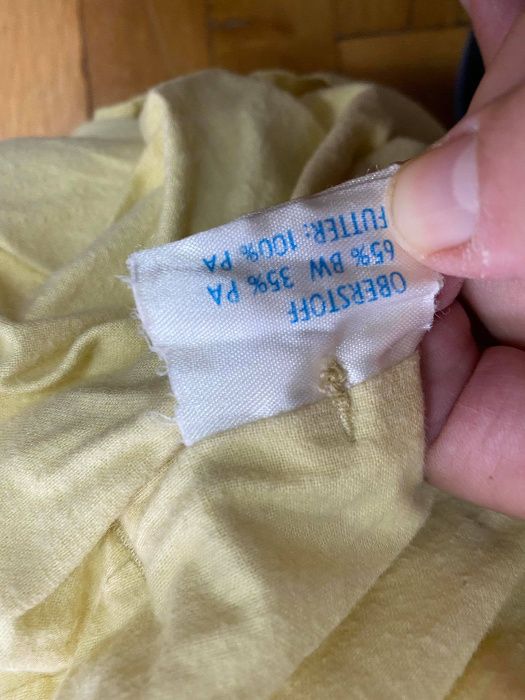 OBERSTOFF
65% BW 35% PA
FUTTER: 100% PA